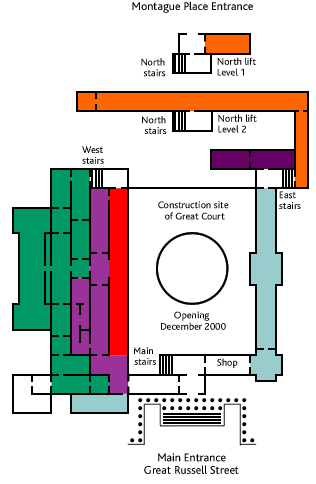 Montague Place Entrance
North
stairs
North lift
Level 1
North
stairs
North lift
Level 2
West
stairs
East
stairs
Construction site
of Great Court
Opening
December 2000
Main
stairs
Shop
Main Entrance
Great Russell Street